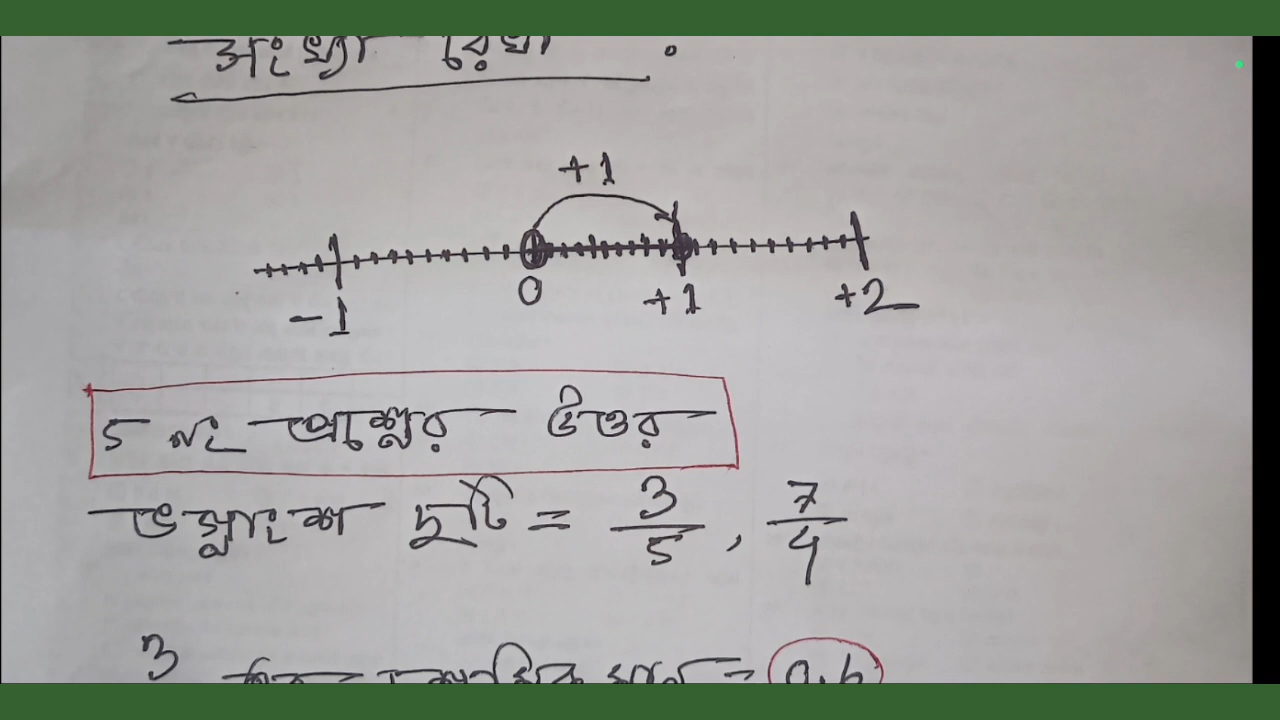 সংখ্যা রেখা .
+1
-1 0 +1 +2
5 নং প্রশ্নের উত্তর
ভগ্নাংশ দুটি = 3/5 , 7/4
3